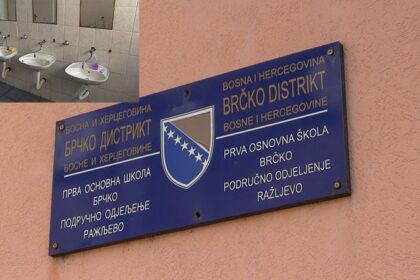 БОСНА И ХЕРЦЕГОВИНА
БРЧКО ДИСТРИКТ
БОСНЕ И ХЕРЦЕГОВИНЕ
ПРВА ОСНОВНА ШКОЛА
БРЧКО
ПОДРУЧНО ОДЈЕЉЕЊЕ
РАЖЉЕВО
BOSNA I HERCEGOVINA
BRČKO DISTRIKT
BOSNE I HERCEGOVINE
PRVA OSNOVNA ŠKOLA
BRČKO
PODRUČNO ODJELJENJE
RAŽLJEVO